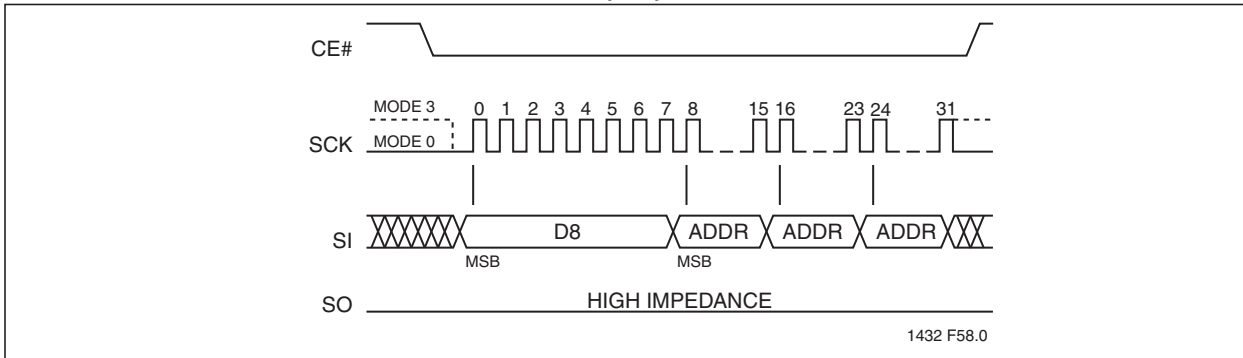 CE#
MODE 3
0 1 2 3 4 5 6 7 8 15 16 23 24 31
SCK MODE 0
SI D8 ADDR ADDR ADDR
MSB MSB
SO HIGH IMPEDANCE
1432 F58.0